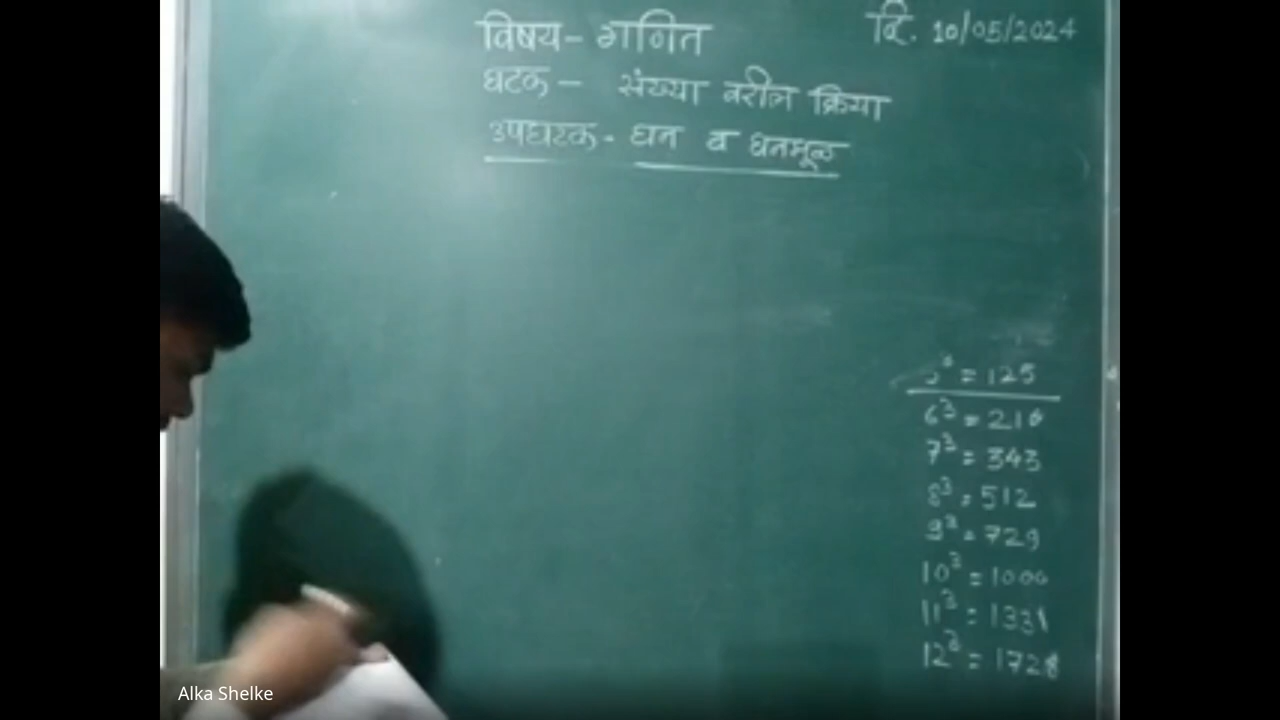 विषय- गणित
दि. 10/05/2024
घटक - संख्या वरील क्रिया
उपघटक - घन व घनमूळ
5³ = 125
6³ = 216
7³ = 343
8³ = 512
9³ = 729
10³ = 1000
11³ = 1331
12³ = 1728
Alka Shelke